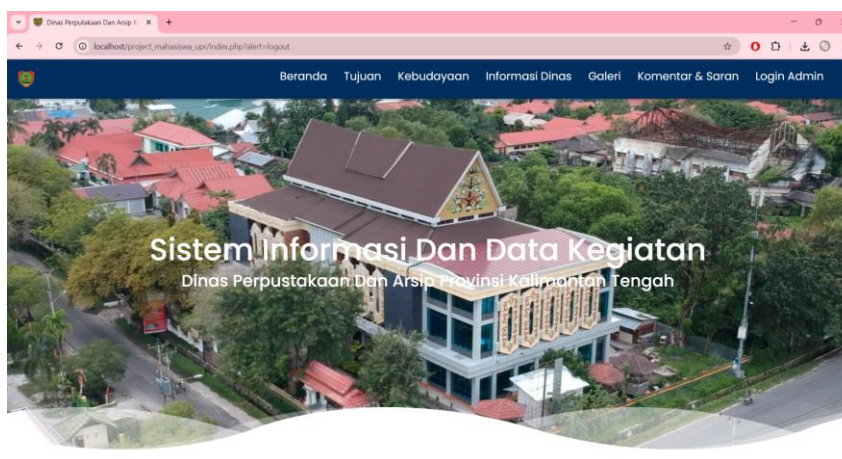 Dinas Perputakaan Dan Arsip K
localhost/project_mahasiswa_upr/index.php?alert=logout
Beranda Tujuan Kebudayaan Informasi Dinas Galeri Komentar & Saran Login Admin
Sistem Informasi Dan Data Kegiatan
Dinas Perpustakaan Dan Arsip Provinsi Kalimantan Tengah